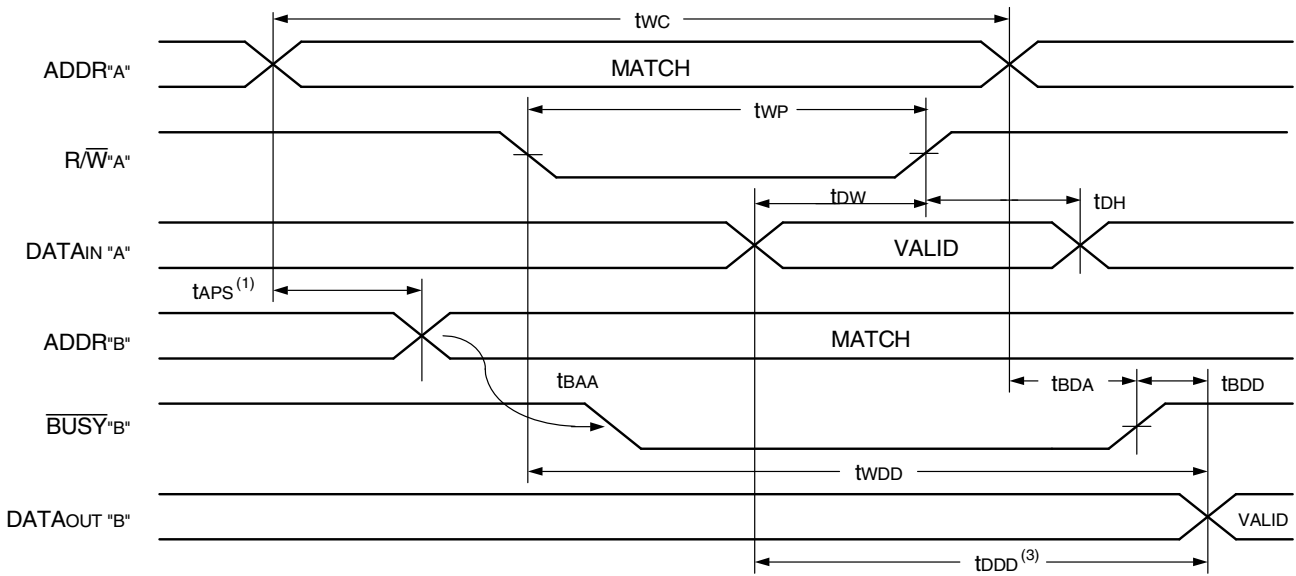 tWC
ADDR"A"
MATCH
tWP
R/W"A"
tDW
tDH
DATAIN "A"
VALID
tAPS(1)
ADDR"B"
MATCH
tBAA
tBDA
tBDD
BUSY"B"
tWDD
DATAOUT "B"
VALID
tDDD(3)